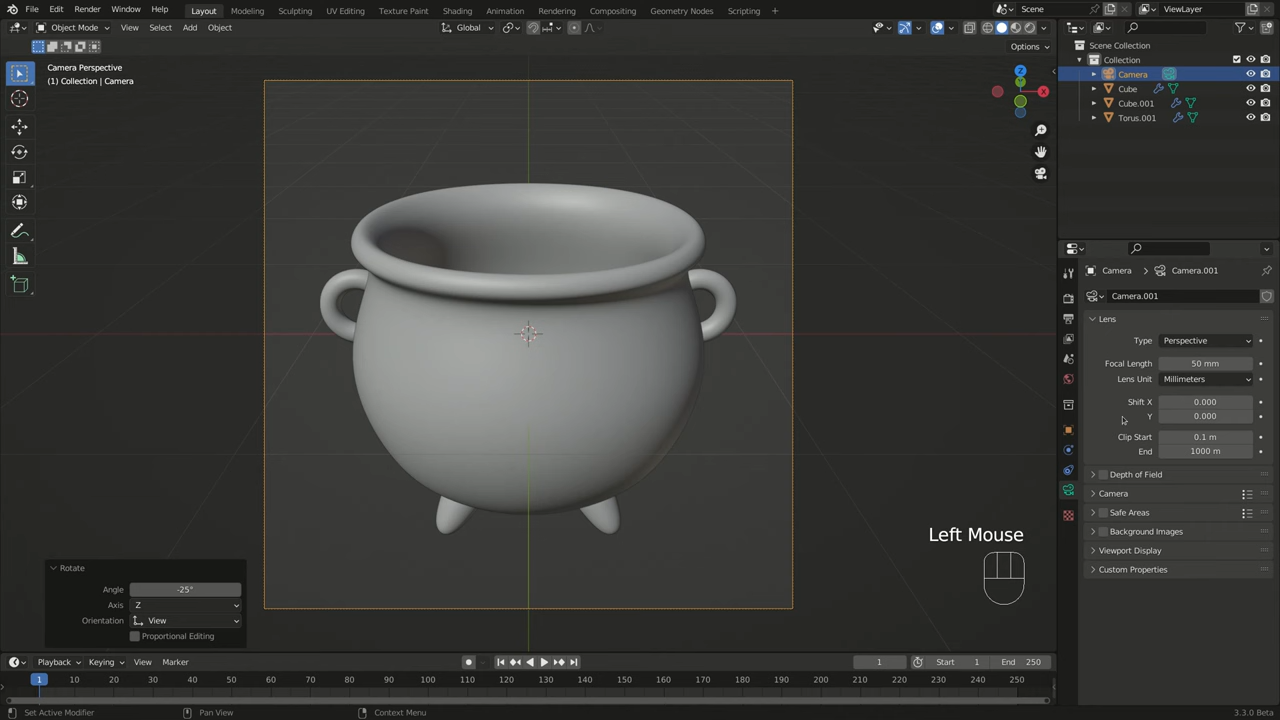 File Edit Render Window Help Layout Modeling Sculpting UV Editing Texture Paint Shading Animation Rendering Compositing Geometry Nodes Scripting + Scene ViewLayer
Object Mode View Select Add Object Global
Options
Camera Perspective
(1) Collection | Camera
Z
Y
X
Scene Collection
Collection
Camera
Cube
Cube.001
Torus.001
Camera > Camera.001
Camera.001
Lens
Type Perspective
Focal Length 50 mm
Lens Unit Millimeters
Shift X 0.000
Y 0.000
Clip Start 0.1 m
End 1000 m
Depth of Field
Camera
Safe Areas
Background Images
Viewport Display
Custom Properties
Left Mouse
Rotate
Angle -25°
Axis Z
Orientation View
Proportional Editing
Playback Keying View Marker 1 Start 1 End 250
1 10 20 30 40 50 60 70 80 90 100 110 120 130 140 150 160 170 180 190 200 210 220 230 240 250
Set Active Modifier Pan View Context Menu 3.3.0 Beta